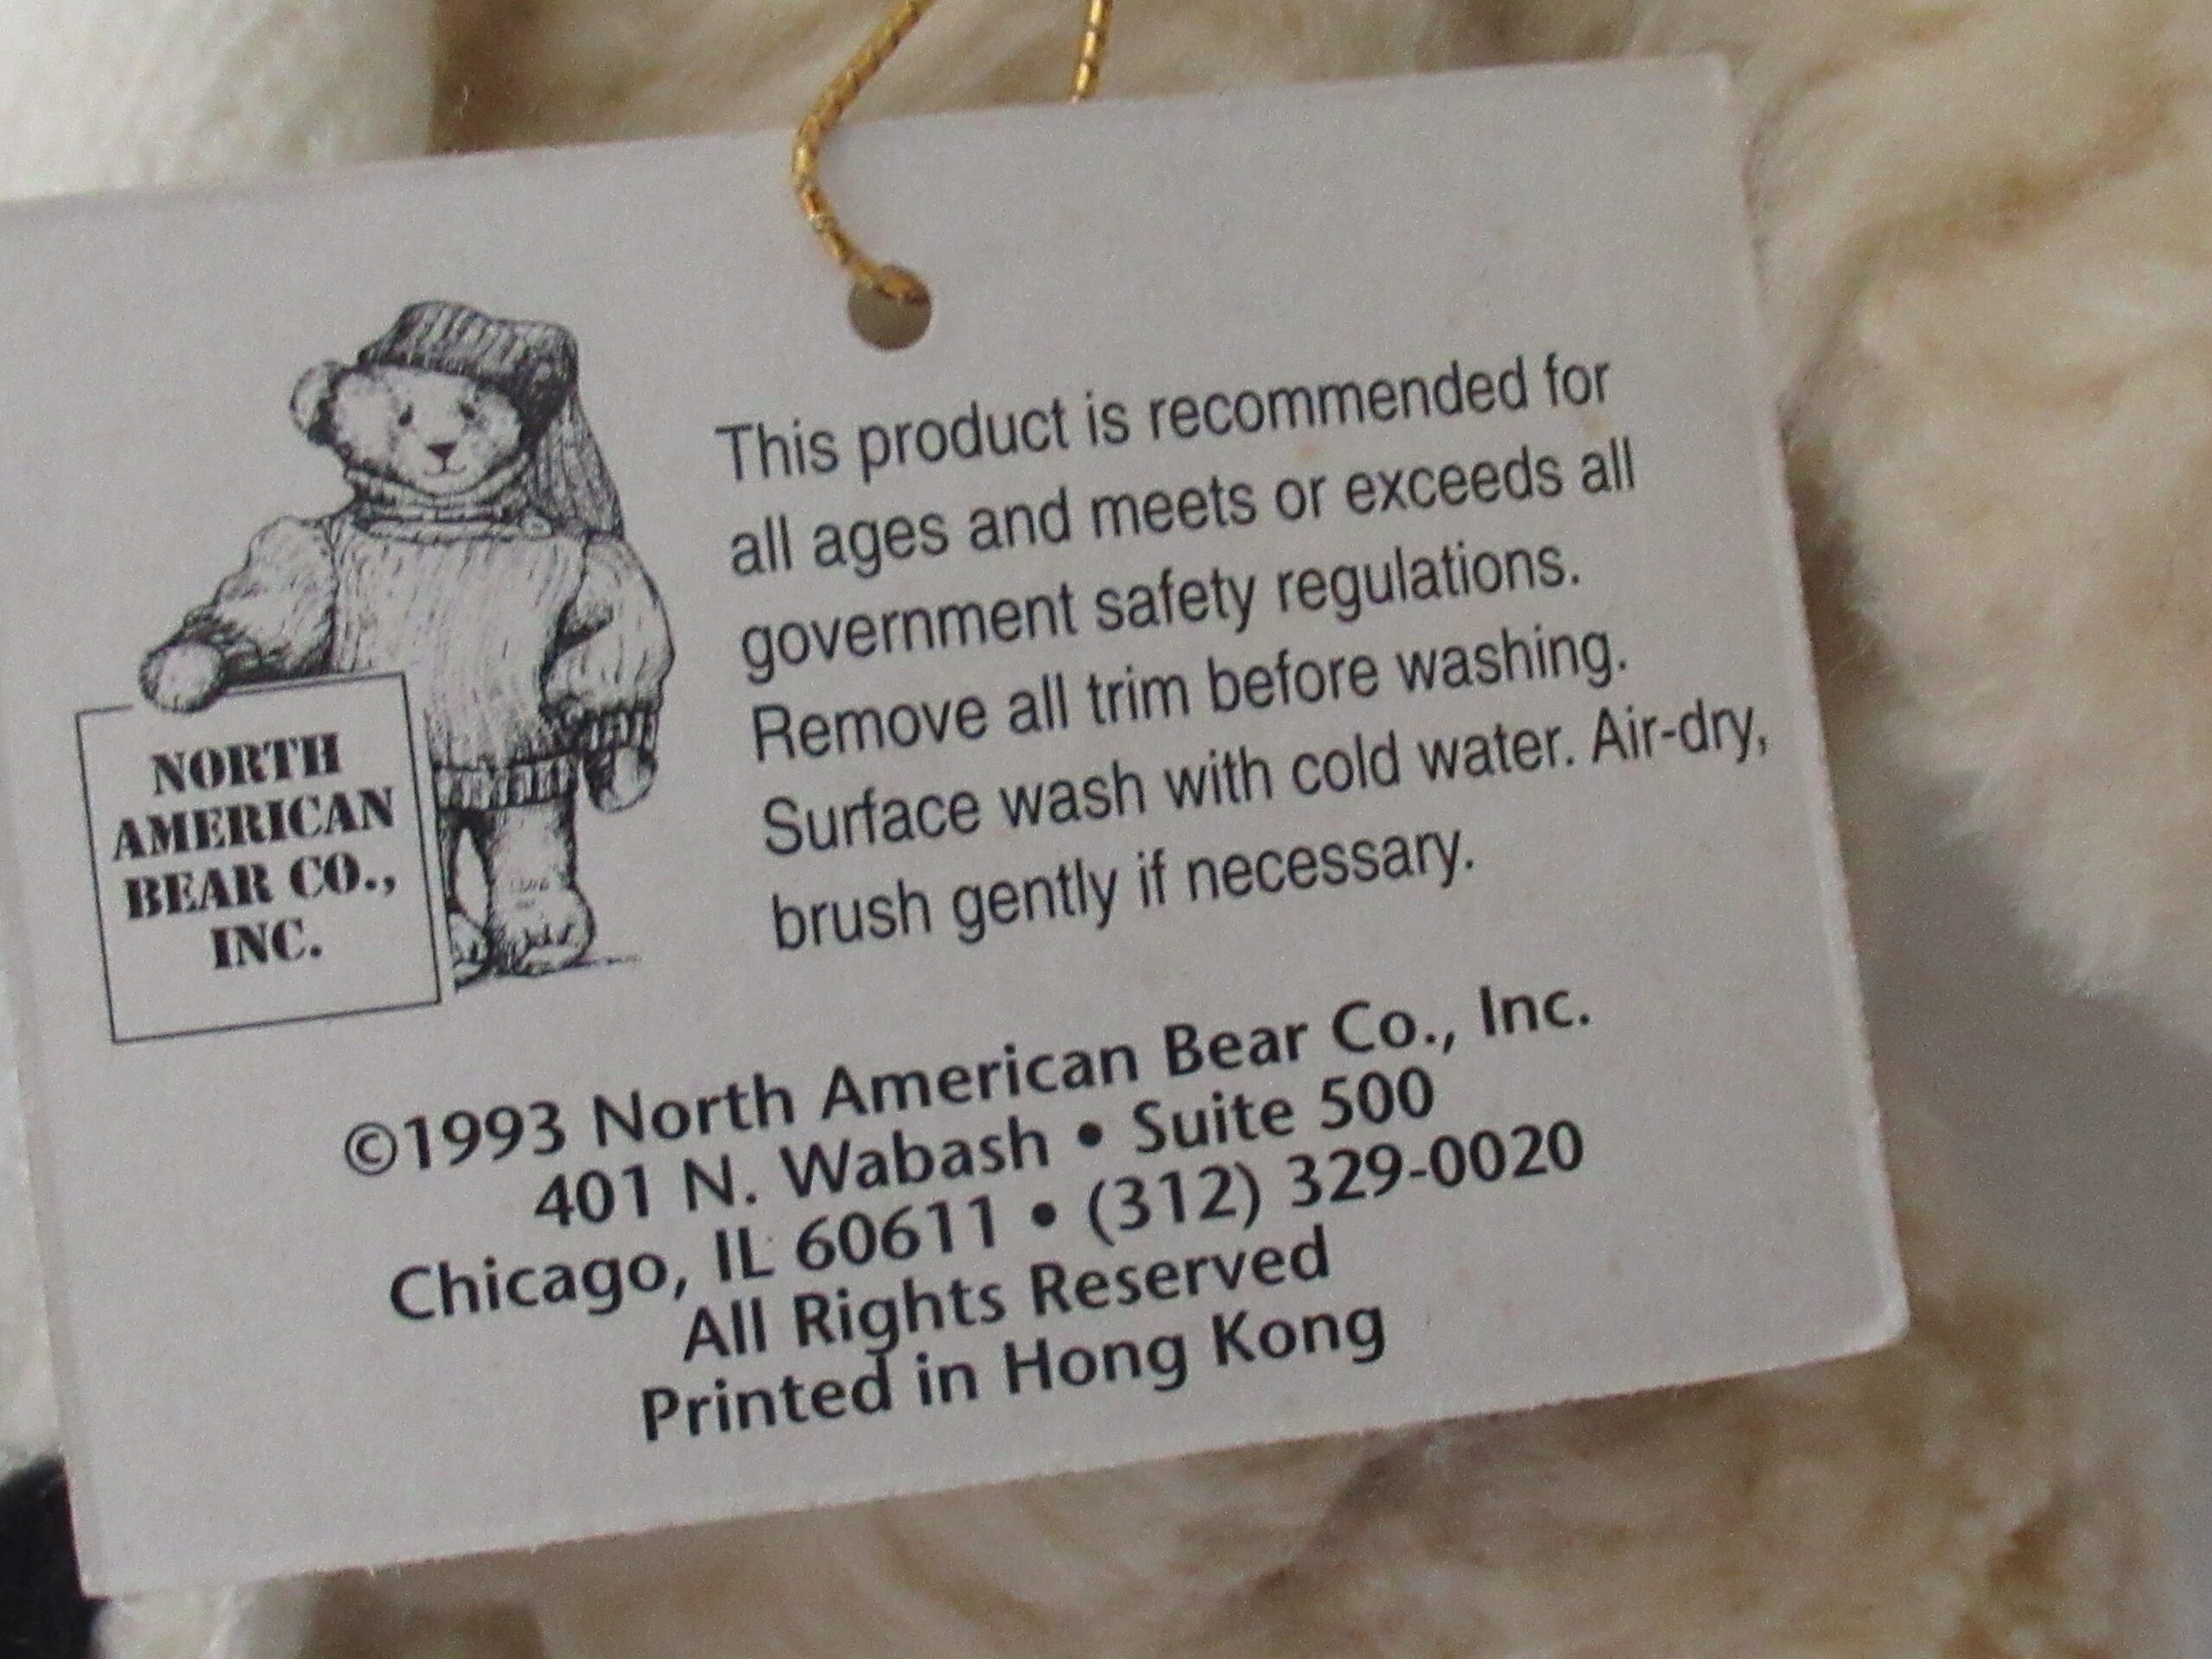 NORTH
AMERICAN
BEAR CO.,
INC.
This product is recommended for
all ages and meets or exceeds all
government safety regulations.
Remove all trim before washing.
Surface wash with cold water. Air-dry,
brush gently if necessary.
©1993 North American Bear Co., Inc.
401 N. Wabash • Suite 500
Chicago, IL 60611 • (312) 329-0020
All Rights Reserved
Printed in Hong Kong